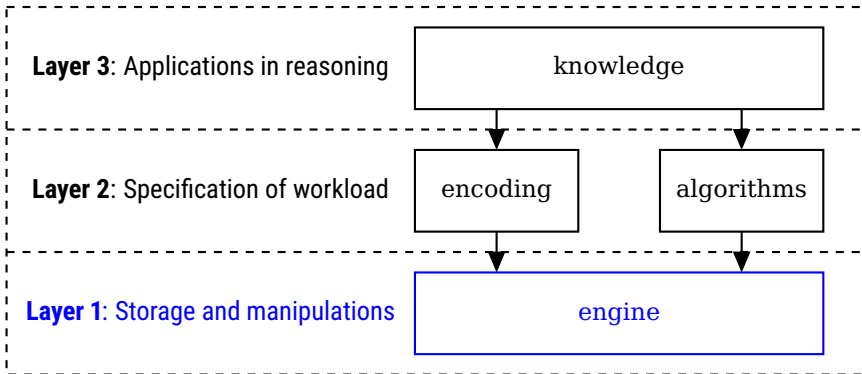 Layer 3: Applications in reasoning
knowledge
Layer 2: Specification of workload
encoding
algorithms
Layer 1: Storage and manipulations
engine